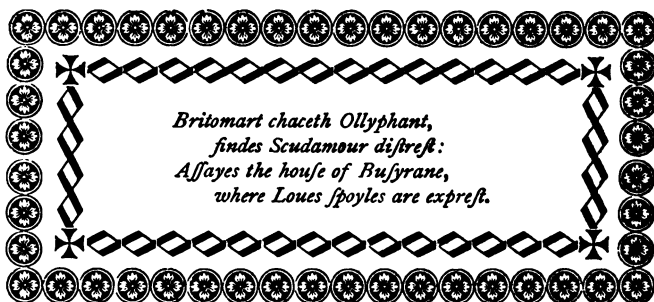 Britomart chaceth Ollyphant,
findes Scudamour diſtreſt:
Aſſayes the houſe of Buſyrane,
where Loues ſpoyles are expreſt.